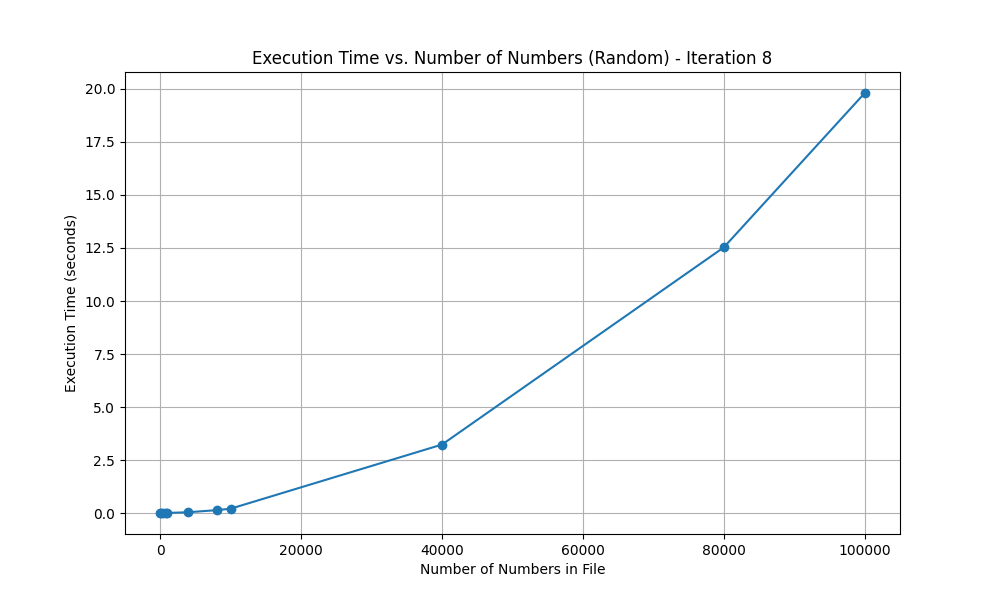 Execution Time vs. Number of Numbers (Random) - Iteration 8
20.0
17.5
15.0
12.5
10.0
7.5
5.0
2.5
0.0
Execution Time (seconds)
0 20000 40000 60000 80000 100000
Number of Numbers in File